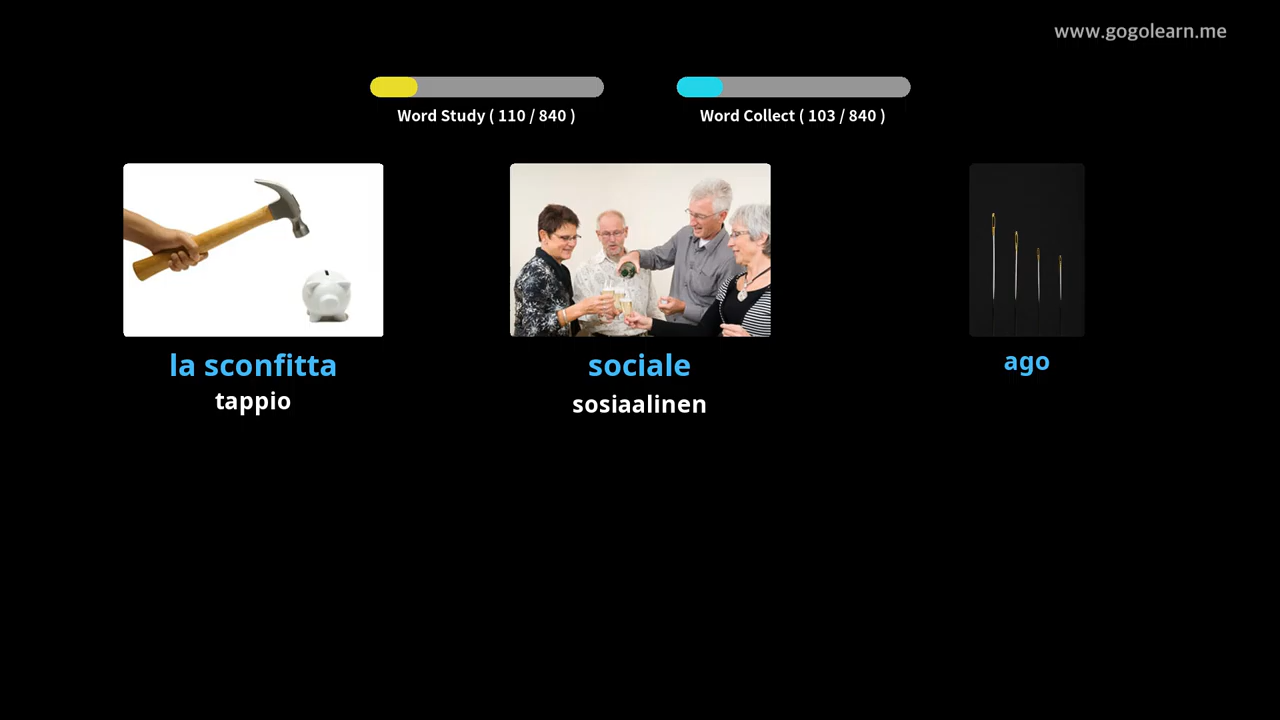 www.gogolearn.me
Word Study ( 110 / 840 )
Word Collect ( 103 / 840 )
la sconfitta
tappio
sociale
sosiaalinen
ago